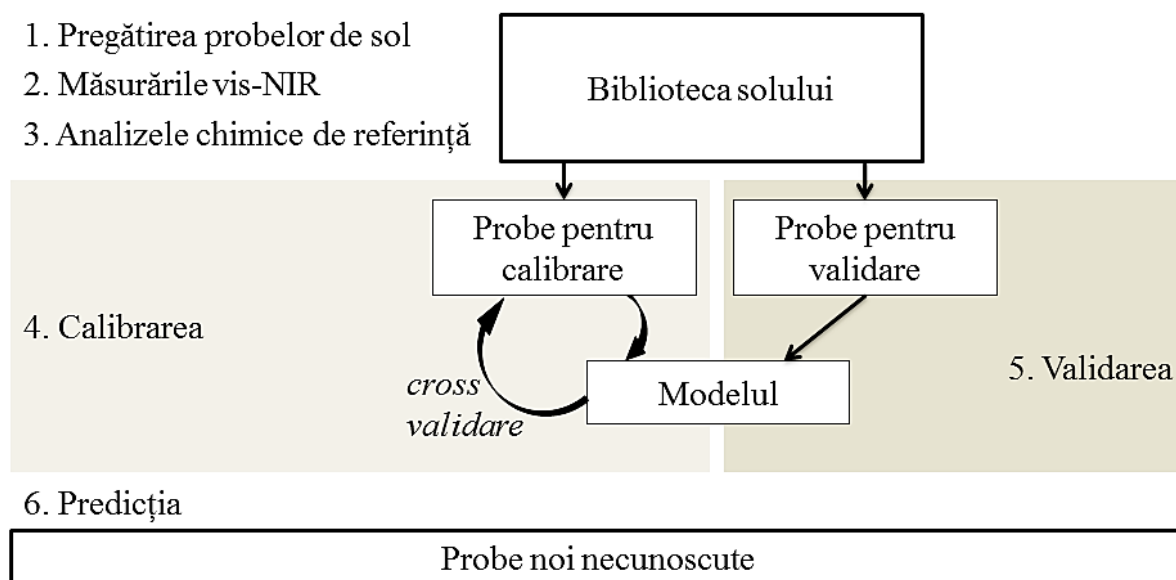 1. Pregătirea probelor de sol
2. Măsurările vis-NIR
3. Analizele chimice de referință
Biblioteca solului
Probe pentru
calibrare
Probe pentru
validare
4. Calibrarea
cross
validare
Modelul
5. Validarea
6. Predicția
Probe noi necunoscute